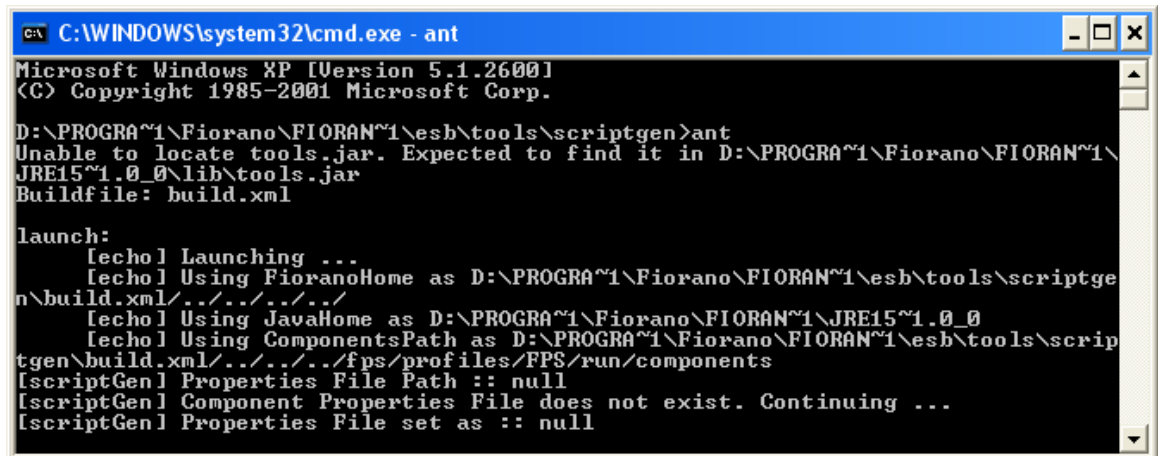 C:\WINDOWS\system32\cmd.exe - ant
Microsoft Windows XP [Version 5.1.2600]
(C) Copyright 1985-2001 Microsoft Corp.
D:\PROGRA~1\Fiorano\FIORAN~1\esb\tools\scriptgen>ant
Unable to locate tools.jar. Expected to find it in D:\PROGRA~1\Fiorano\FIORAN~1\
JRE15~1.0_0\lib\tools.jar
Buildfile: build.xml
launch:
[echo] Launching ...
[echo] Using FioranoHome as D:\PROGRA~1\Fiorano\FIORAN~1\esb\tools\scriptge
n\build.xml/../../../../
[echo] Using JavaHome as D:\PROGRA~1\Fiorano\FIORAN~1\JRE15~1.0_0
[echo] Using ComponentsPath as D:\PROGRA~1\Fiorano\FIORAN~1\esb\tools\scrip
tgen\build.xml/../../../fps/profiles/FPS/run/components
[scriptGen] Properties File Path :: null
[scriptGen] Component Properties File does not exist. Continuing ...
[scriptGen] Properties File set as :: null